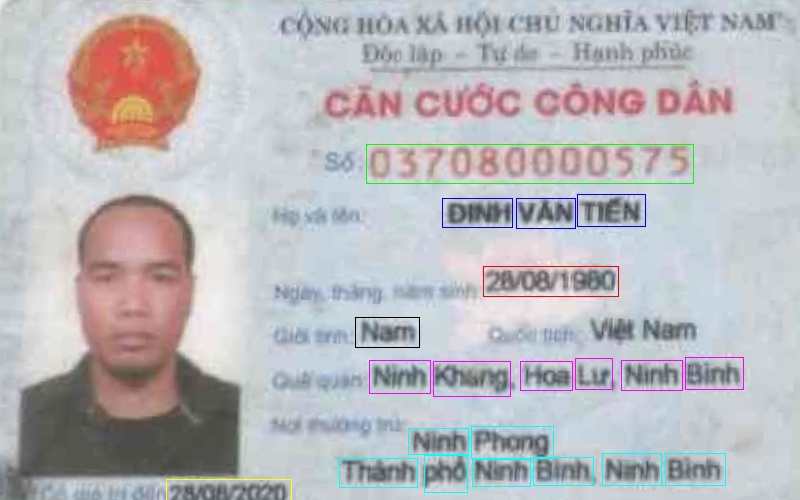 CỘNG HÒA XÃ HỘI CHỦ NGHĨA VIỆT NAM
Độc lập - Tự do - Hạnh phúc
CĂN CƯỚC CÔNG DÂN
Số: 037080000575
Họ và tên: ĐINH VĂN TIẾN
Ngày, tháng, năm sinh: 28/08/1980
Giới tính: Nam Quốc tịch: Việt Nam
Quê quán: Ninh Khang, Hoa Lư, Ninh Bình
Nơi thường trú: Ninh Phong
Thành phố Ninh Bình, Ninh Bình
Có giá trị đến: 28/08/2020